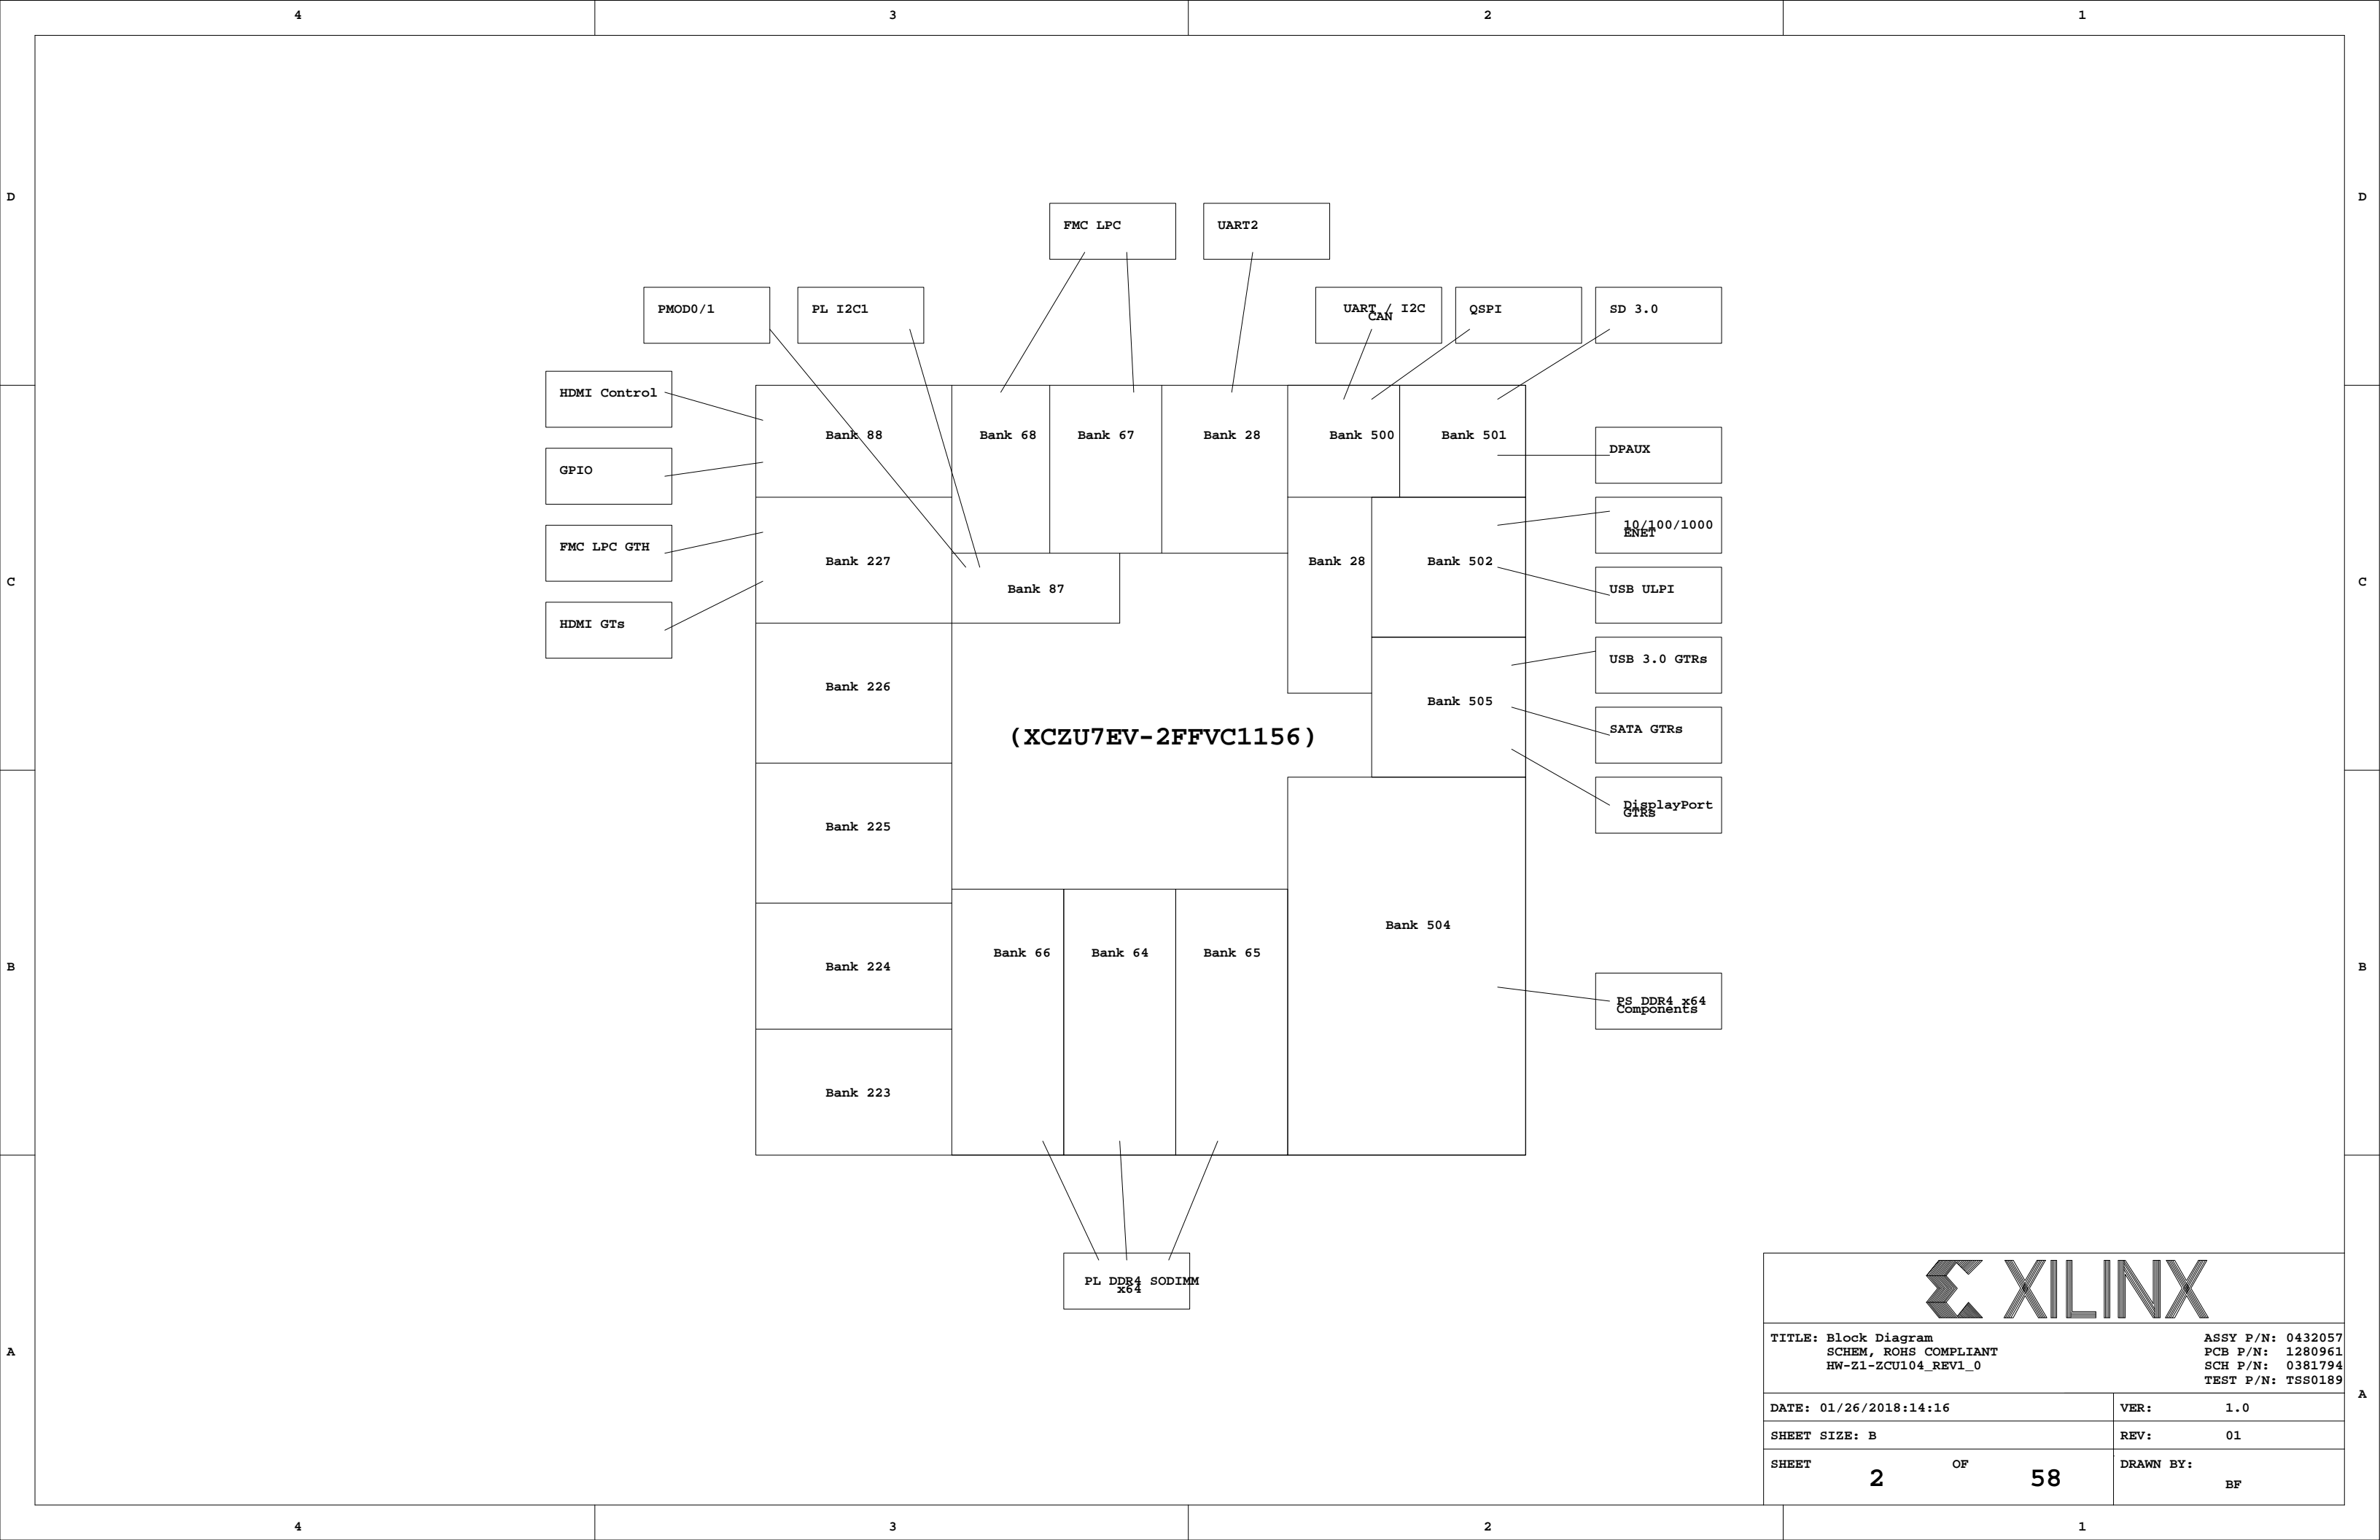 4 3 2 1
D D
FMC LPC UART2
PMOD0/1 PL I2C1 UART / I2C QSPI SD 3.0
CAN
HDMI Control
Bank 88 Bank 68 Bank 67 Bank 28 Bank 500 Bank 501
DPAUX
GPIO
10/100/1000
ENET
FMC LPC GTH
Bank 227 Bank 28 Bank 502
C C
Bank 87 USB ULPI
HDMI GTs
USB 3.0 GTRs
Bank 226
Bank 505
SATA GTRs
(XCZU7EV-2FFVC1156)
DisplayPort
GTRs
Bank 225
Bank 504
Bank 66 Bank 64 Bank 65
B Bank 224 B
PS DDR4 x64
Components
Bank 223
PL DDR4 SODIMM
x64
XILINX
TITLE: Block Diagram ASSY P/N: 0432057
SCHEM, ROHS COMPLIANT PCB P/N: 1280961
HW-Z1-ZCU104_REV1_0 SCH P/N: 0381794
TEST P/N: TSS0189
A A
DATE: 01/26/2018:14:16 VER: 1.0
SHEET SIZE: B REV: 01
SHEET 2 OF 58 DRAWN BY:
BF
4 3 2 1